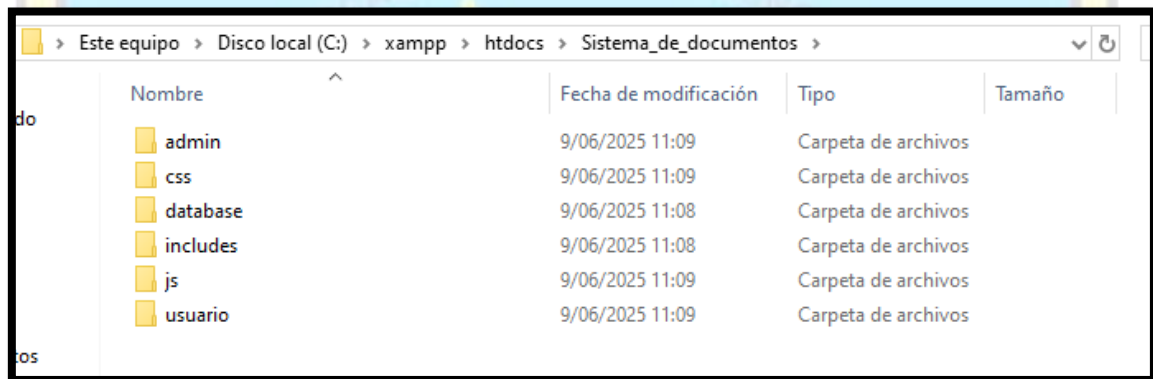 Este equipo > Disco local (C:) > xampp > htdocs > Sistema_de_documentos >
Nombre Fecha de modificación Tipo Tamaño
do
admin 9/06/2025 11:09 Carpeta de archivos
css 9/06/2025 11:09 Carpeta de archivos
database 9/06/2025 11:08 Carpeta de archivos
includes 9/06/2025 11:08 Carpeta de archivos
js 9/06/2025 11:09 Carpeta de archivos
usuario 9/06/2025 11:09 Carpeta de archivos
tos